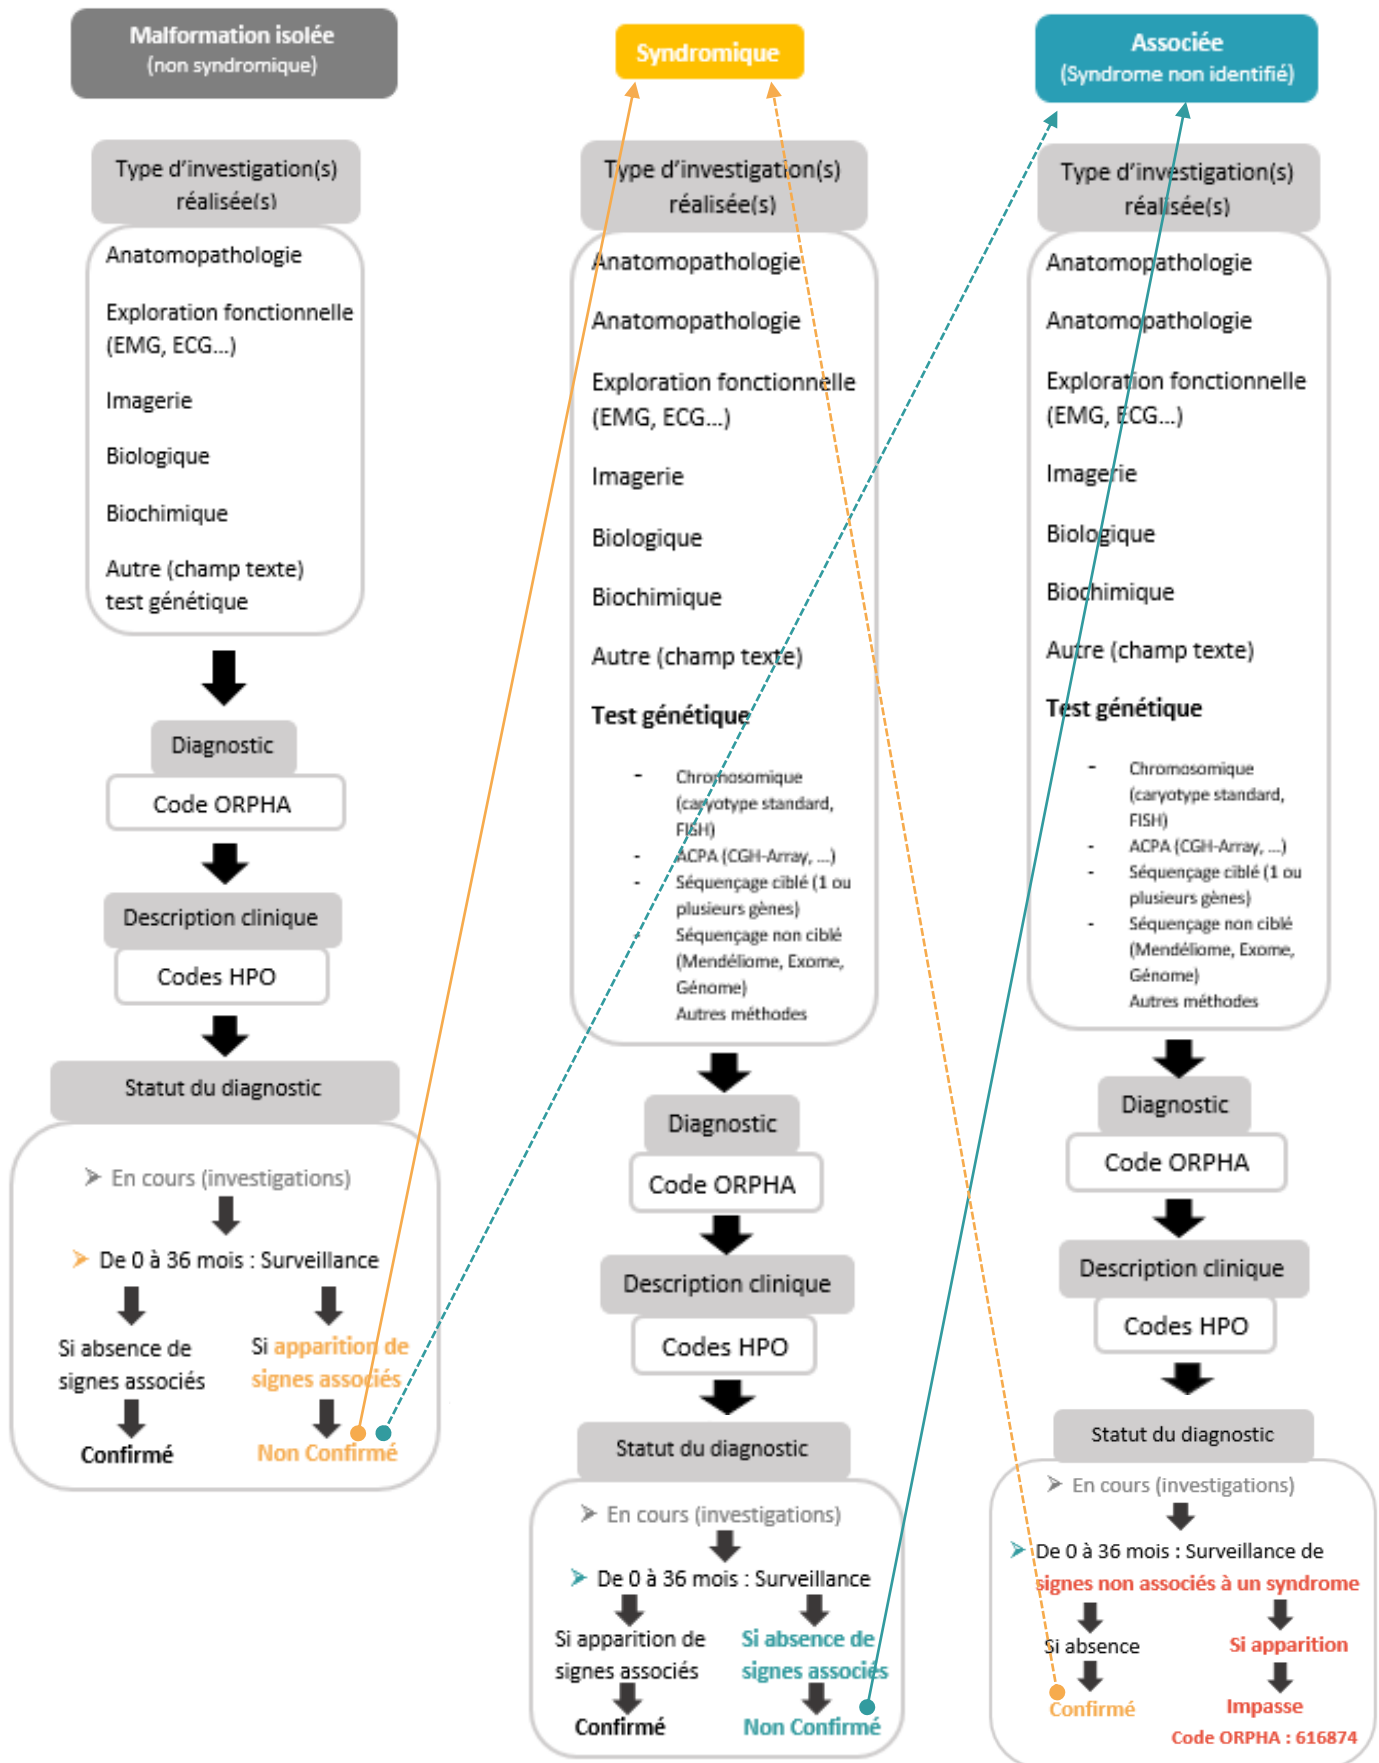 Malformation isolée
(non syndromique)
Type d'investigation(s)
réalisée(s)
Anatomopathologie
Exploration fonctionnelle
(EMG, ECG...)
Imagerie
Biologique
Biochimique
Autre (champ texte)
test génétique
Diagnostic
Code ORPHA
Description clinique
Codes HPO
Statut du diagnostic
➤ En cours (investigations)
➤ De 0 à 36 mois : Surveillance
Si absence de
signes associés
Confirmé
Si apparition de
signes associés
Non Confirmé
Syndromique
Type d'investigation(s)
réalisée(s)
Anatomopathologie
Anatomopathologie
Exploration fonctionnelle
(EMG, ECG...)
Imagerie
Biologique
Biochimique
Autre (champ texte)
Test génétique
- Chromosomique
(caryotype standard,
FISH)
- ACPA (CGH-Array, ...)
- Séquençage ciblé (1 ou
plusieurs gènes)
- Séquençage non ciblé
(Mendéliome, Exome,
Génome)
Autres méthodes
Diagnostic
Code ORPHA
Description clinique
Codes HPO
Statut du diagnostic
➤ En cours (investigations)
➤ De 0 à 36 mois : Surveillance
Si apparition de
signes associés
Confirmé
Si absence de
signes associés
Non Confirmé
Associée
(Syndrome non identifié)
Type d'investigation(s)
réalisée(s)
Anatomopathologie
Anatomopathologie
Exploration fonctionnelle
(EMG, ECG...)
Imagerie
Biologique
Biochimique
Autre (champ texte)
Test génétique
- Chromosomique
(caryotype standard,
FISH)
- ACPA (CGH-Array, ...)
- Séquençage ciblé (1 ou
plusieurs gènes)
- Séquençage non ciblé
(Mendéliome, Exome,
Génome)
Autres méthodes
Diagnostic
Code ORPHA
Description clinique
Codes HPO
Statut du diagnostic
➤ En cours (investigations)
➤ De 0 à 36 mois : Surveillance de
signes non associés à un syndrome
Si absence
Confirmé
Si apparition
Impasse
Code ORPHA : 616874